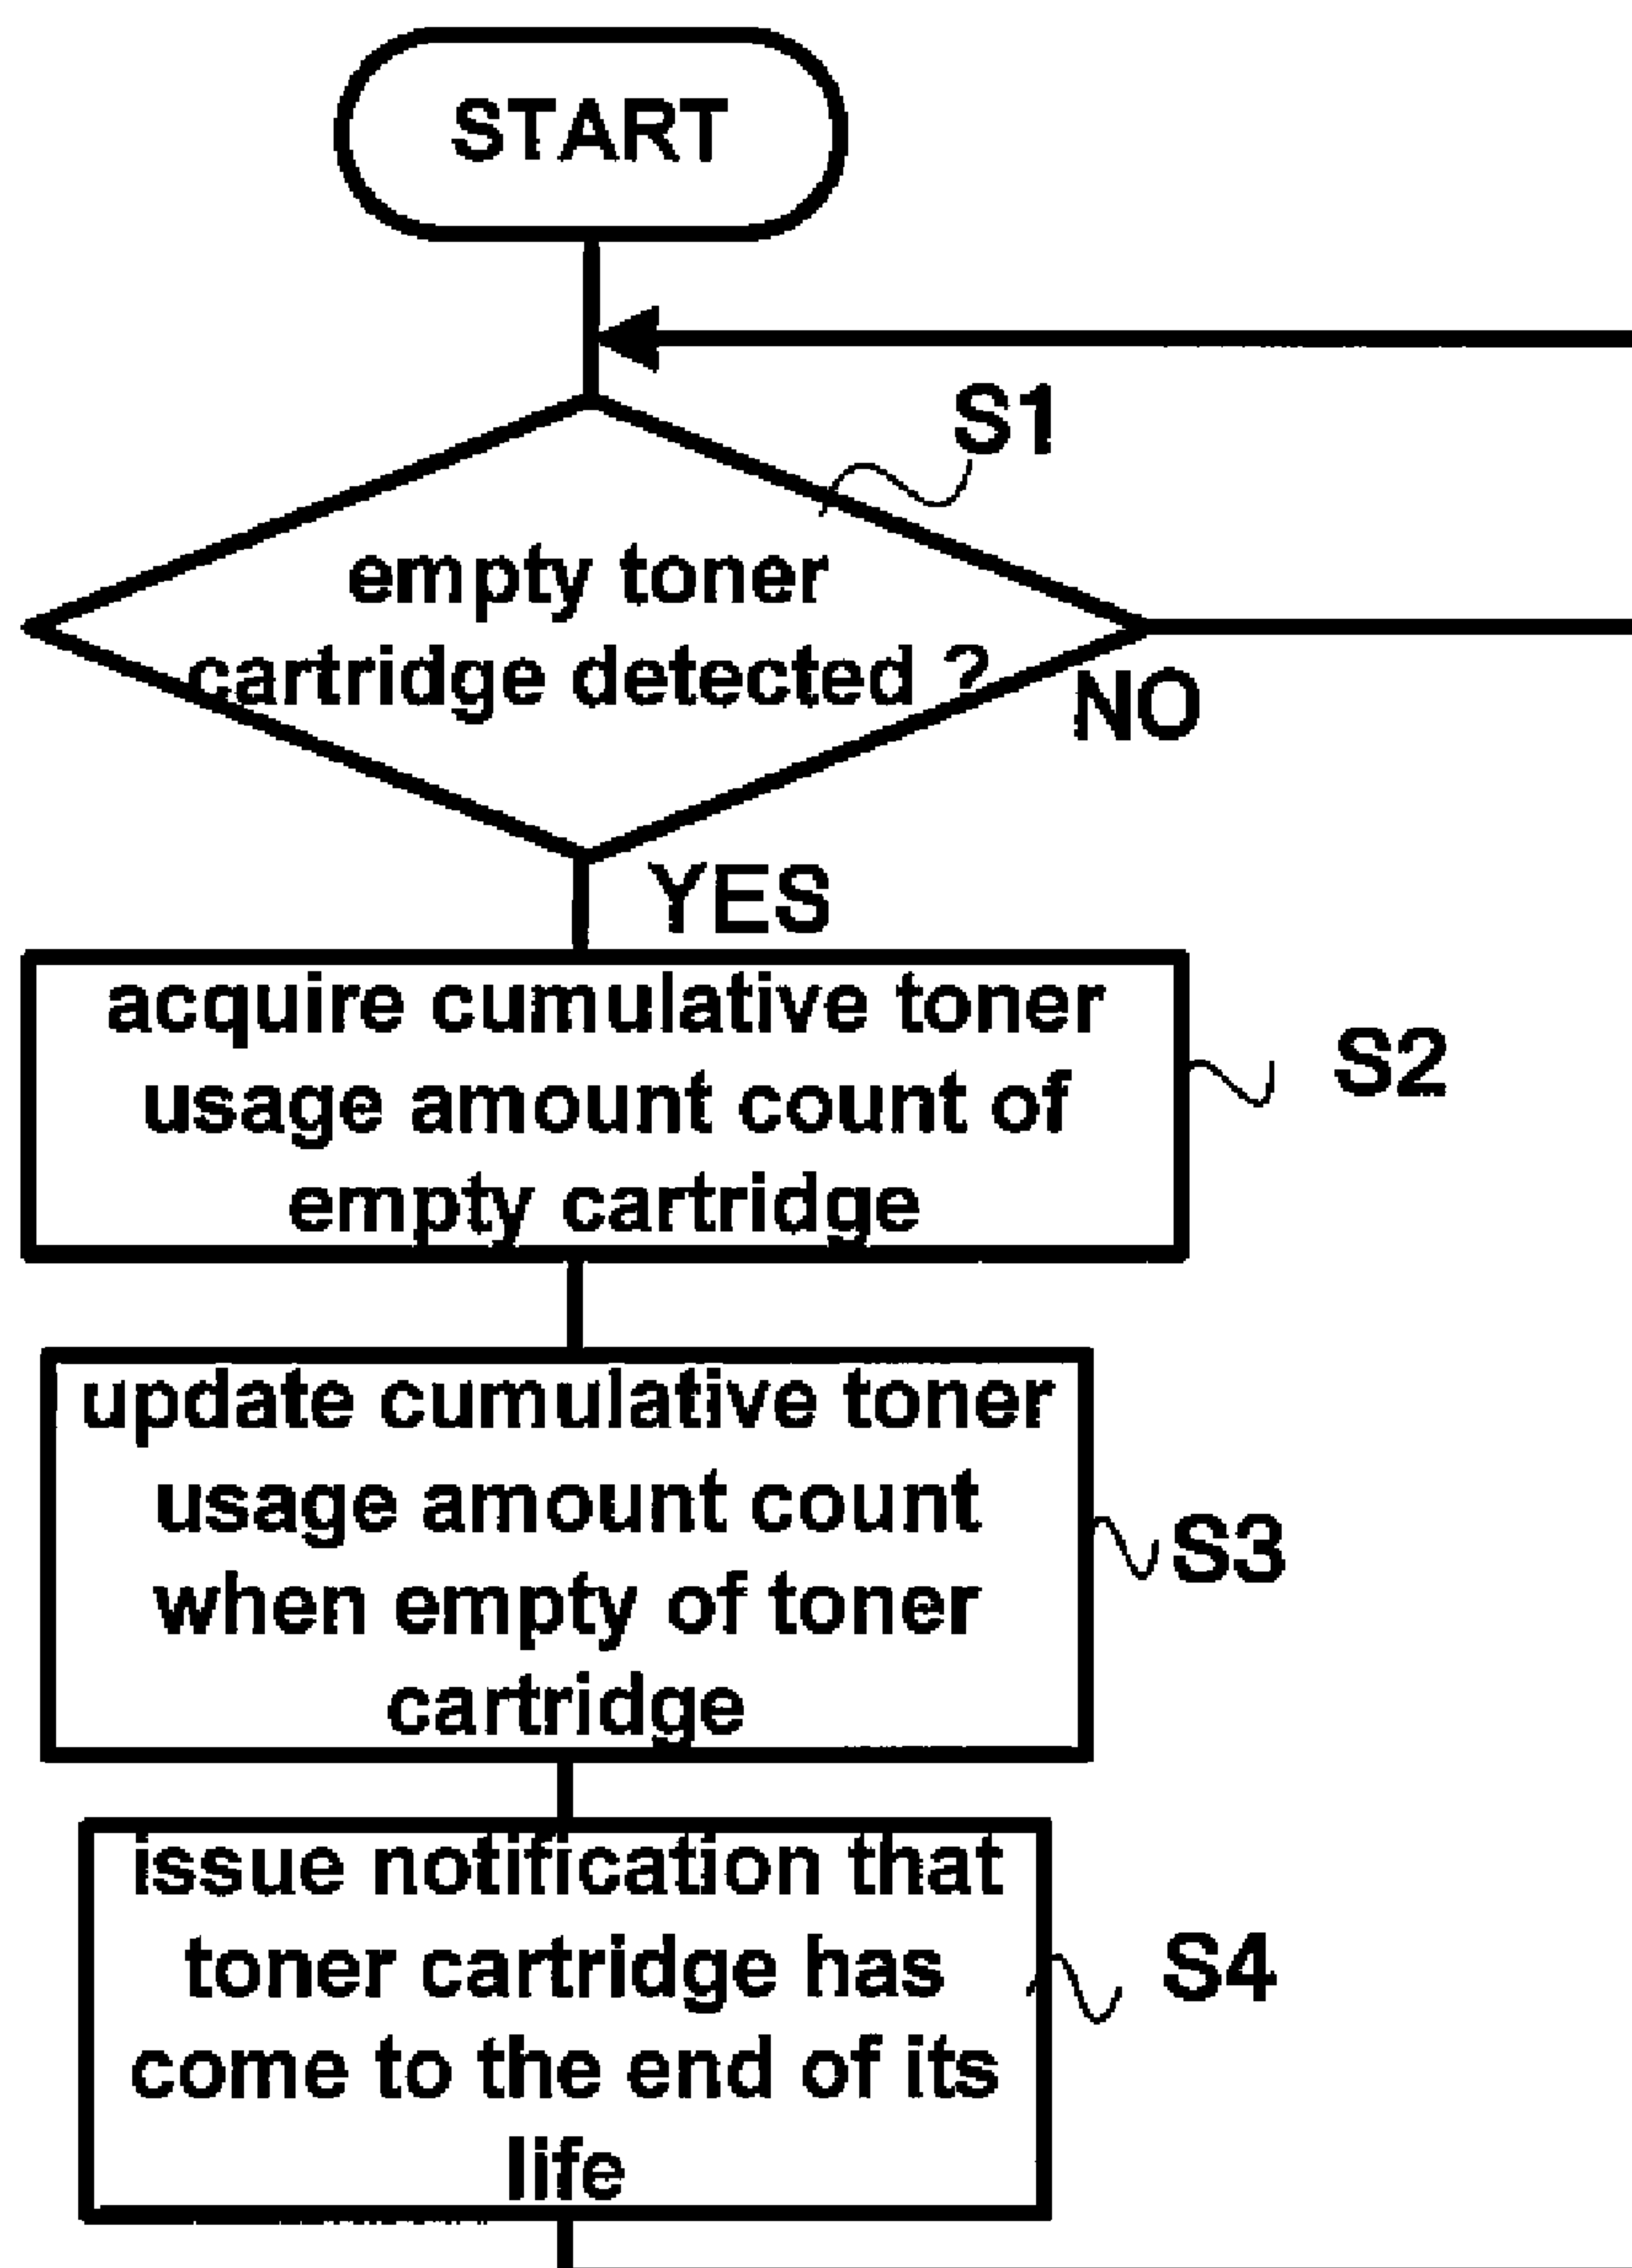 START
S1
empty toner
cartridge detected ?
NO
YES
acquire cumulative toner
usage amount count of
empty cartridge
S2
update cumulative toner
usage amount count
when empty of toner
cartridge
S3
issue notification that
toner cartridge has
come to the end of its
life
S4